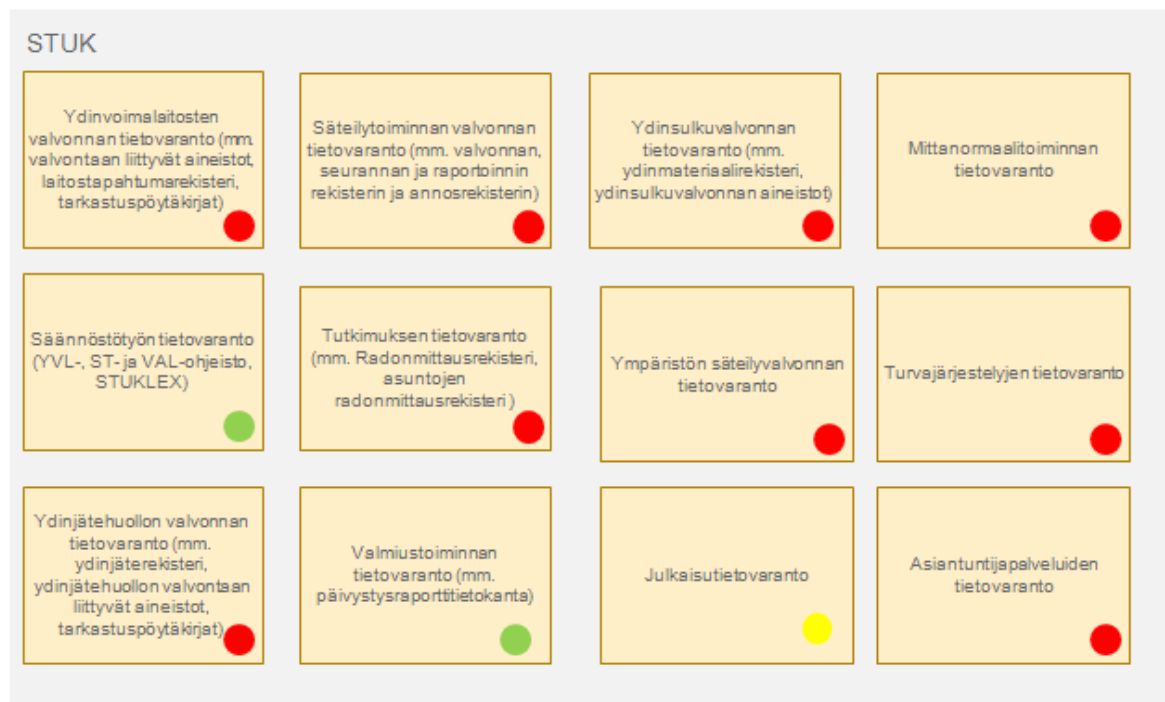 STUK
Ydinvoimalaitosten
valvonnan tietovaranto (mm.
valvontaan liittyvät aineistot,
laitostapahtumarekisteri,
tarkastuspöytäkirjat)
Säteilytoiminnan valvonnan
tietovaranto (mm. valvonnan,
seurannan ja raportoinnin
rekisterin ja annosrekisterin)
Ydinsulkuvalvonnan
tietovaranto (mm.
ydinmateriaalirekisteri,
ydinsulkuvalvonnan aineistot)
Mittanormaalitoiminnan
tietovaranto
Säännöstötyön tietovaranto
(YVL-, ST- ja VAL-ohjeisto,
STUKLEX)
Tutkimuksen tietovaranto
(mm. Radonmittausrekisteri,
asuntojen
radonmittausrekisteri )
Ympäristön säteilyvalvonnan
tietovaranto
Turvajärjestelyjen tietovaranto
Ydinjätehuollon valvonnan
tietovaranto (mm.
ydinjäterekisteri,
ydinjätehuollon valvontaan
liittyvät aineistot,
tarkastuspöytäkirjat)
Valmiustoiminnan
tietovaranto (mm.
päivystysraporttitietokanta)
Julkaisutietovaranto
Asiantuntijapalveluiden
tietovaranto